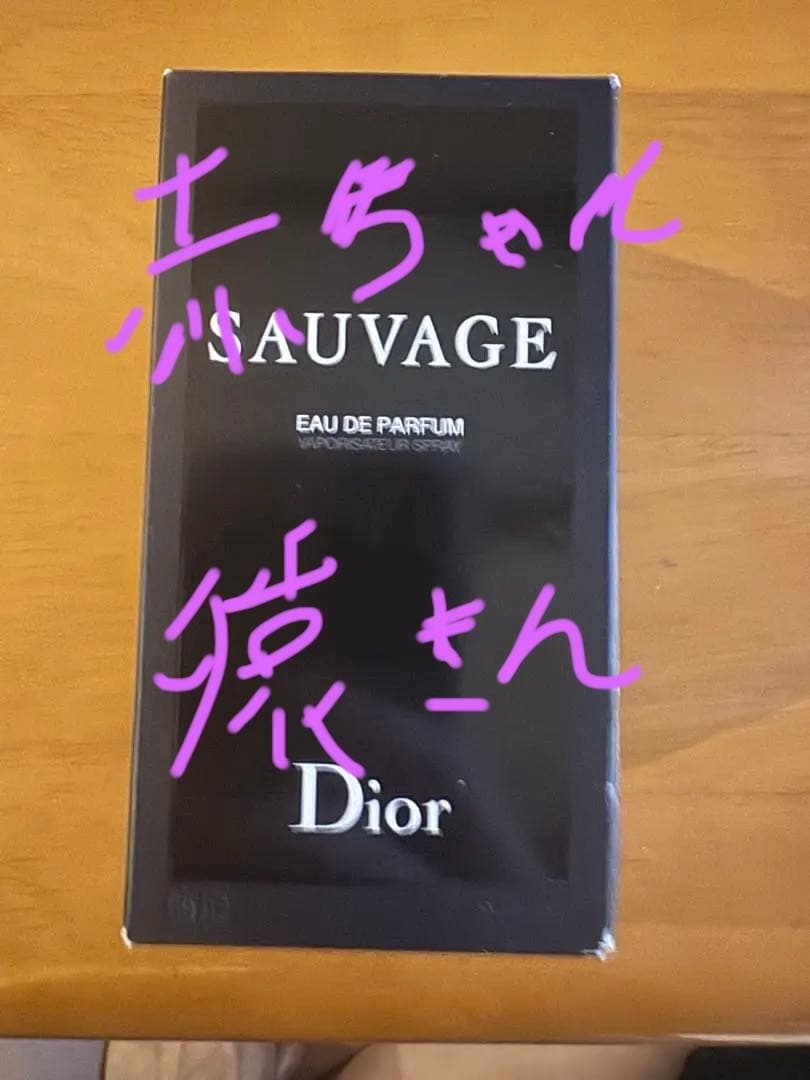 赤ちゃん
SAUVAGE
EAU DE PARFUM
VAPORISATEUR SPRAY
猿さん
Dior